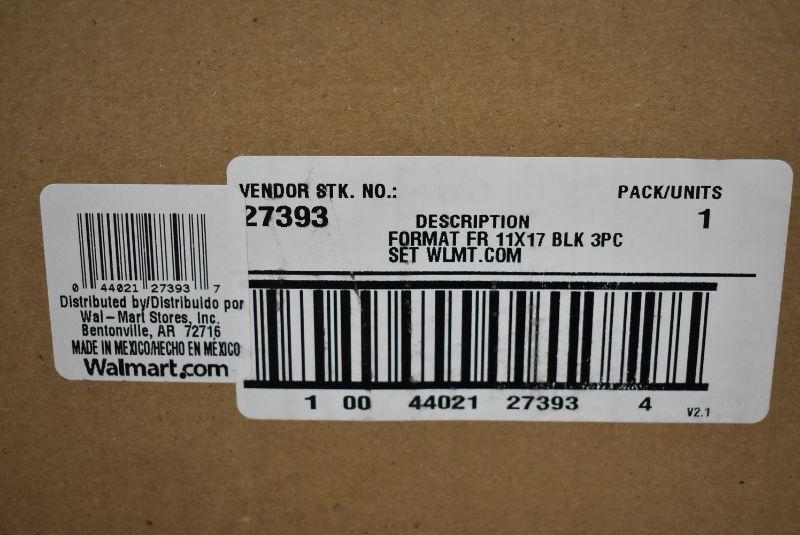 VENDOR STK. NO.:
27393
PACK/UNITS
1
DESCRIPTION
FORMAT FR 11X17 BLK 3PC
SET WLMT.COM
1 00 44021 27393 4
V2.1
0 44021 27393 7
Distributed by/Distribuido por
Wal-Mart Stores, Inc.
Bentonville, AR 72716
MADE IN MEXICO/HECHO EN MÉXICO
Walmart.com